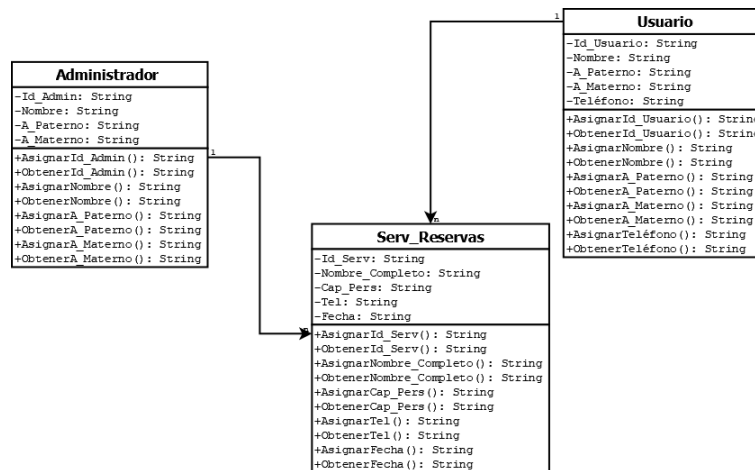 Administrador
-Id_Admin: String
-Nombre: String
-A_Paterno: String
-A_Materno: String
+AsignarId_Admin(): String
+ObtenerId_Admin(): String
+AsignarNombre(): String
+ObtenerNombre(): String
+AsignarA_Paterno(): String
+ObtenerA_Paterno(): String
+AsignarA_Materno(): String
+ObtenerA_Materno(): String
1
n
1
n
Usuario
-Id_Usuario: String
-Nombre: String
-A_Paterno: String
-A_Materno: String
-Teléfono: String
+AsignarId_Usuario(): String
+ObtenerId_Usuario(): String
+AsignarNombre(): String
+ObtenerNombre(): String
+AsignarA_Paterno(): String
+ObtenerA_Paterno(): String
+AsignarA_Materno(): String
+ObtenerA_Materno(): String
+AsignarTeléfono(): String
+ObtenerTeléfono(): String
Serv_Reservas
-Id_Serv: String
-Nombre_Completo: String
-Cap_Pers: String
-Tel: String
-Fecha: String
+AsignarId_Serv(): String
+ObtenerId_Serv(): String
+AsignarNombre_Completo(): String
+ObtenerNombre_Completo(): String
+AsignarCap_Pers(): String
+ObtenerCap_Pers(): String
+AsignarTel(): String
+ObtenerTel(): String
+AsignarFecha(): String
+ObtenerFecha(): String